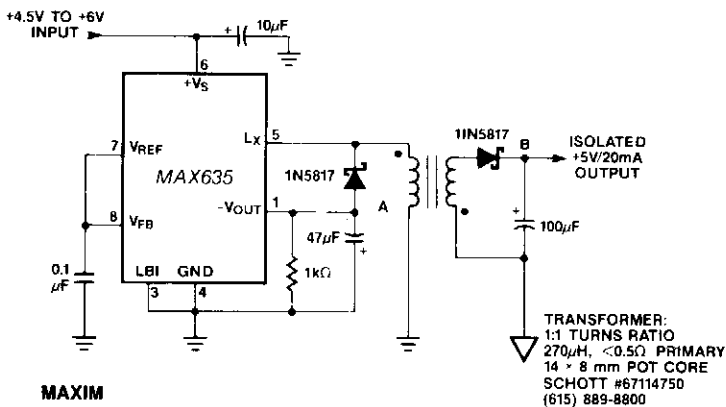 +4.5V TO +6V
INPUT
+
10µF
6
+VS
7
VREF
LX
5
1IN5817
B
ISOLATED
+5V/20mA
OUTPUT
MAX635
1N5817
-VOUT
1
A
8
VFB
47µF
+
+
100µF
0.1
µF
LBI
GND
3
4
1kΩ
TRANSFORMER:
1:1 TURNS RATIO
270µH, <0.5Ω PRIMARY
14 × 8 mm POT CORE
SCHOTT #67114750
(615) 889-8800
MAXIM